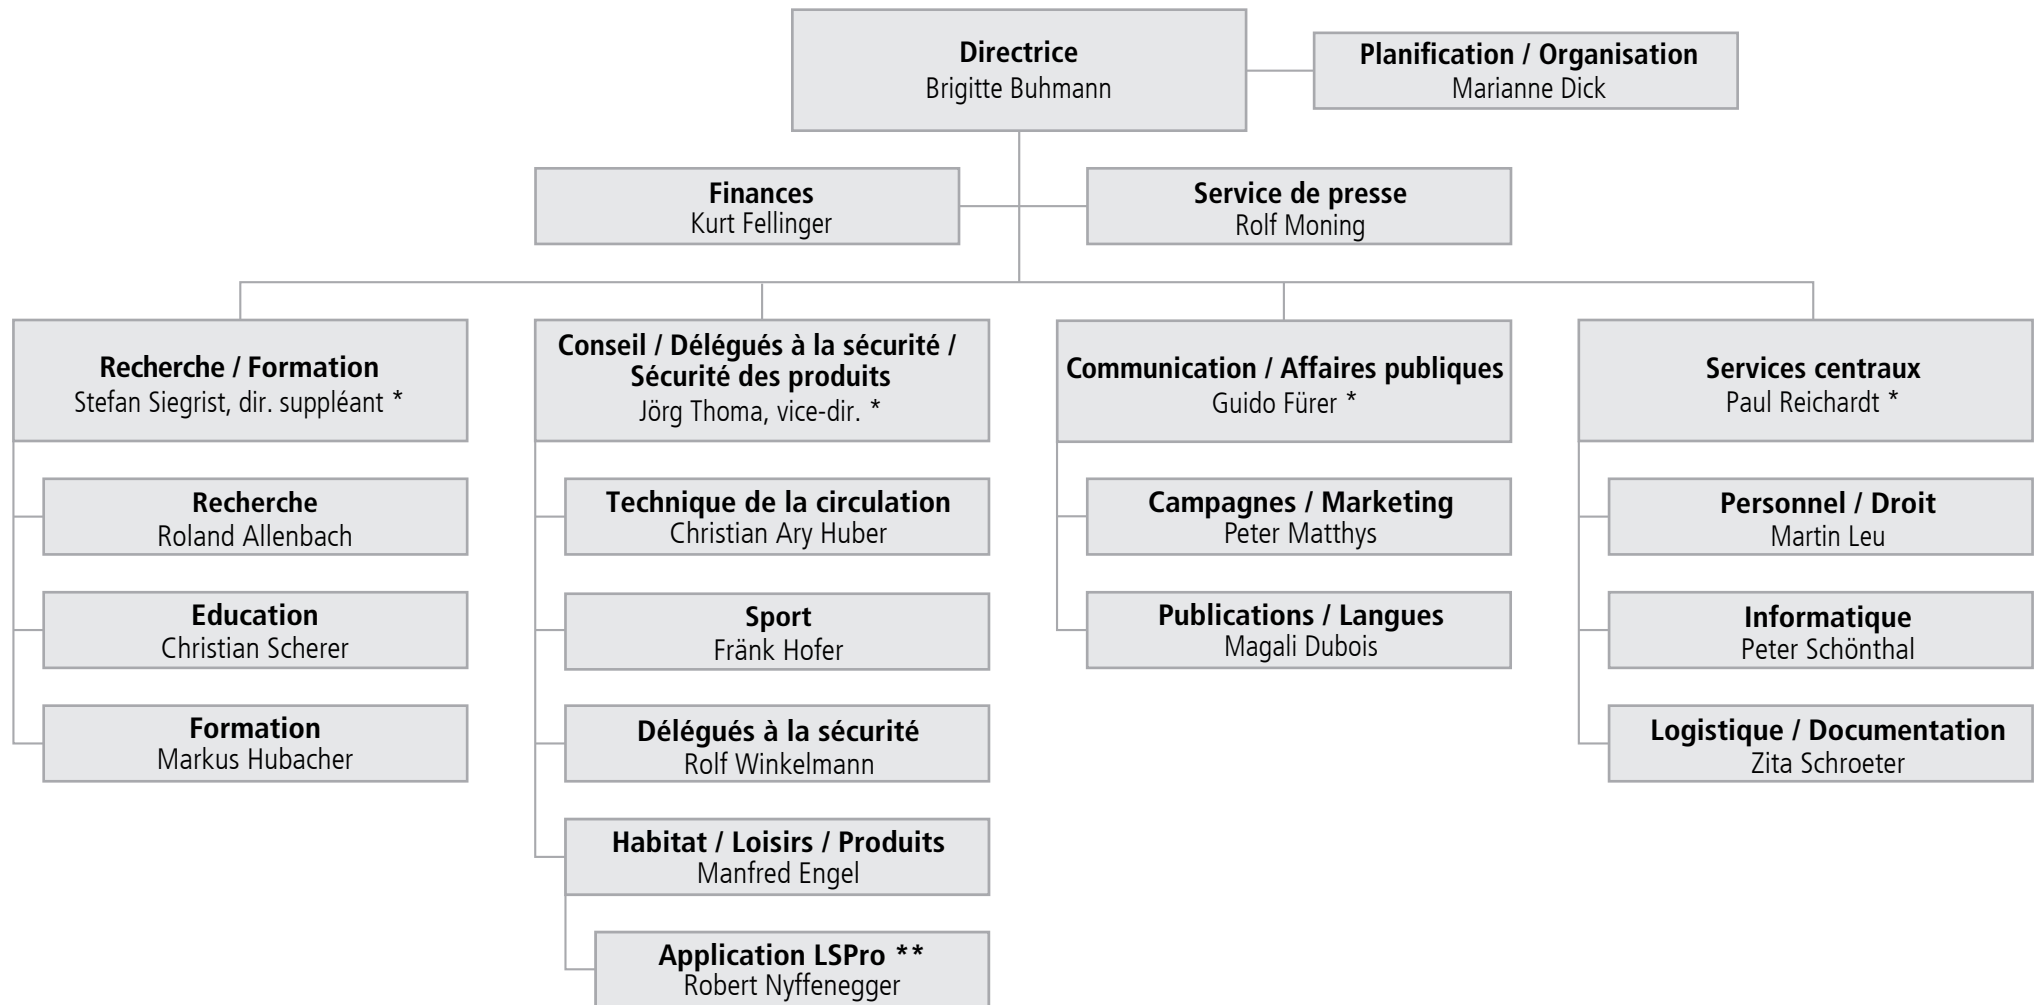 Directrice
Brigitte Buhmann
Planification / Organisation
Marianne Dick
Finances
Kurt Fellinger
Service de presse
Rolf Moning
Recherche / Formation
Stefan Siegrist, dir. suppléant *
Conseil / Délégués à la sécurité /
Sécurité des produits
Jörg Thoma, vice-dir. *
Communication / Affaires publiques
Guido Fürer *
Services centraux
Paul Reichardt *
Recherche
Roland Allenbach
Education
Christian Scherer
Formation
Markus Hubacher
Technique de la circulation
Christian Ary Huber
Sport
Fränk Hofer
Délégués à la sécurité
Rolf Winkelmann
Habitat / Loisirs / Produits
Manfred Engel
Application LSPro **
Robert Nyffenegger
Campagnes / Marketing
Peter Matthys
Publications / Langues
Magali Dubois
Personnel / Droit
Martin Leu
Informatique
Peter Schönthal
Logistique / Documentation
Zita Schroeter